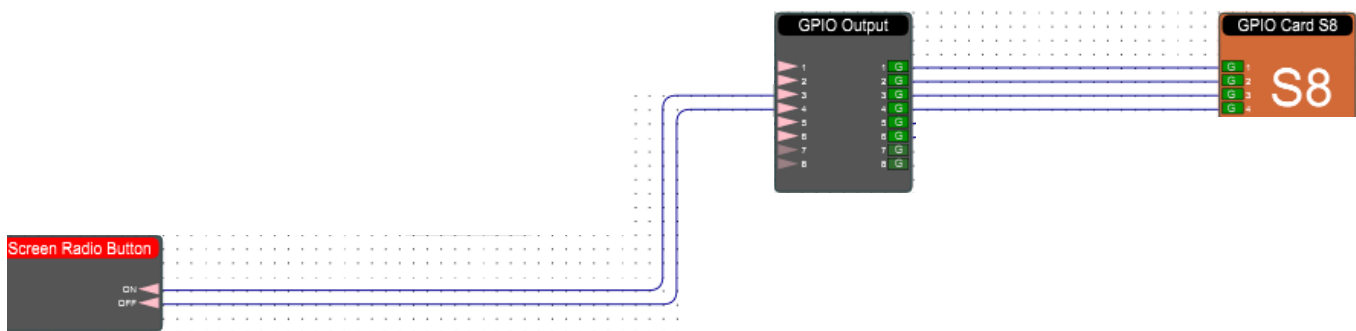 GPIO Output
GPIO Card S8
1 1 G
2 2 G
3 3 G
4 4 G
5 5 G
6 6 G
7 7 G
8 8 G
G 1
G 2
G 3
G 4
S8
Screen Radio Button
ON
OFF